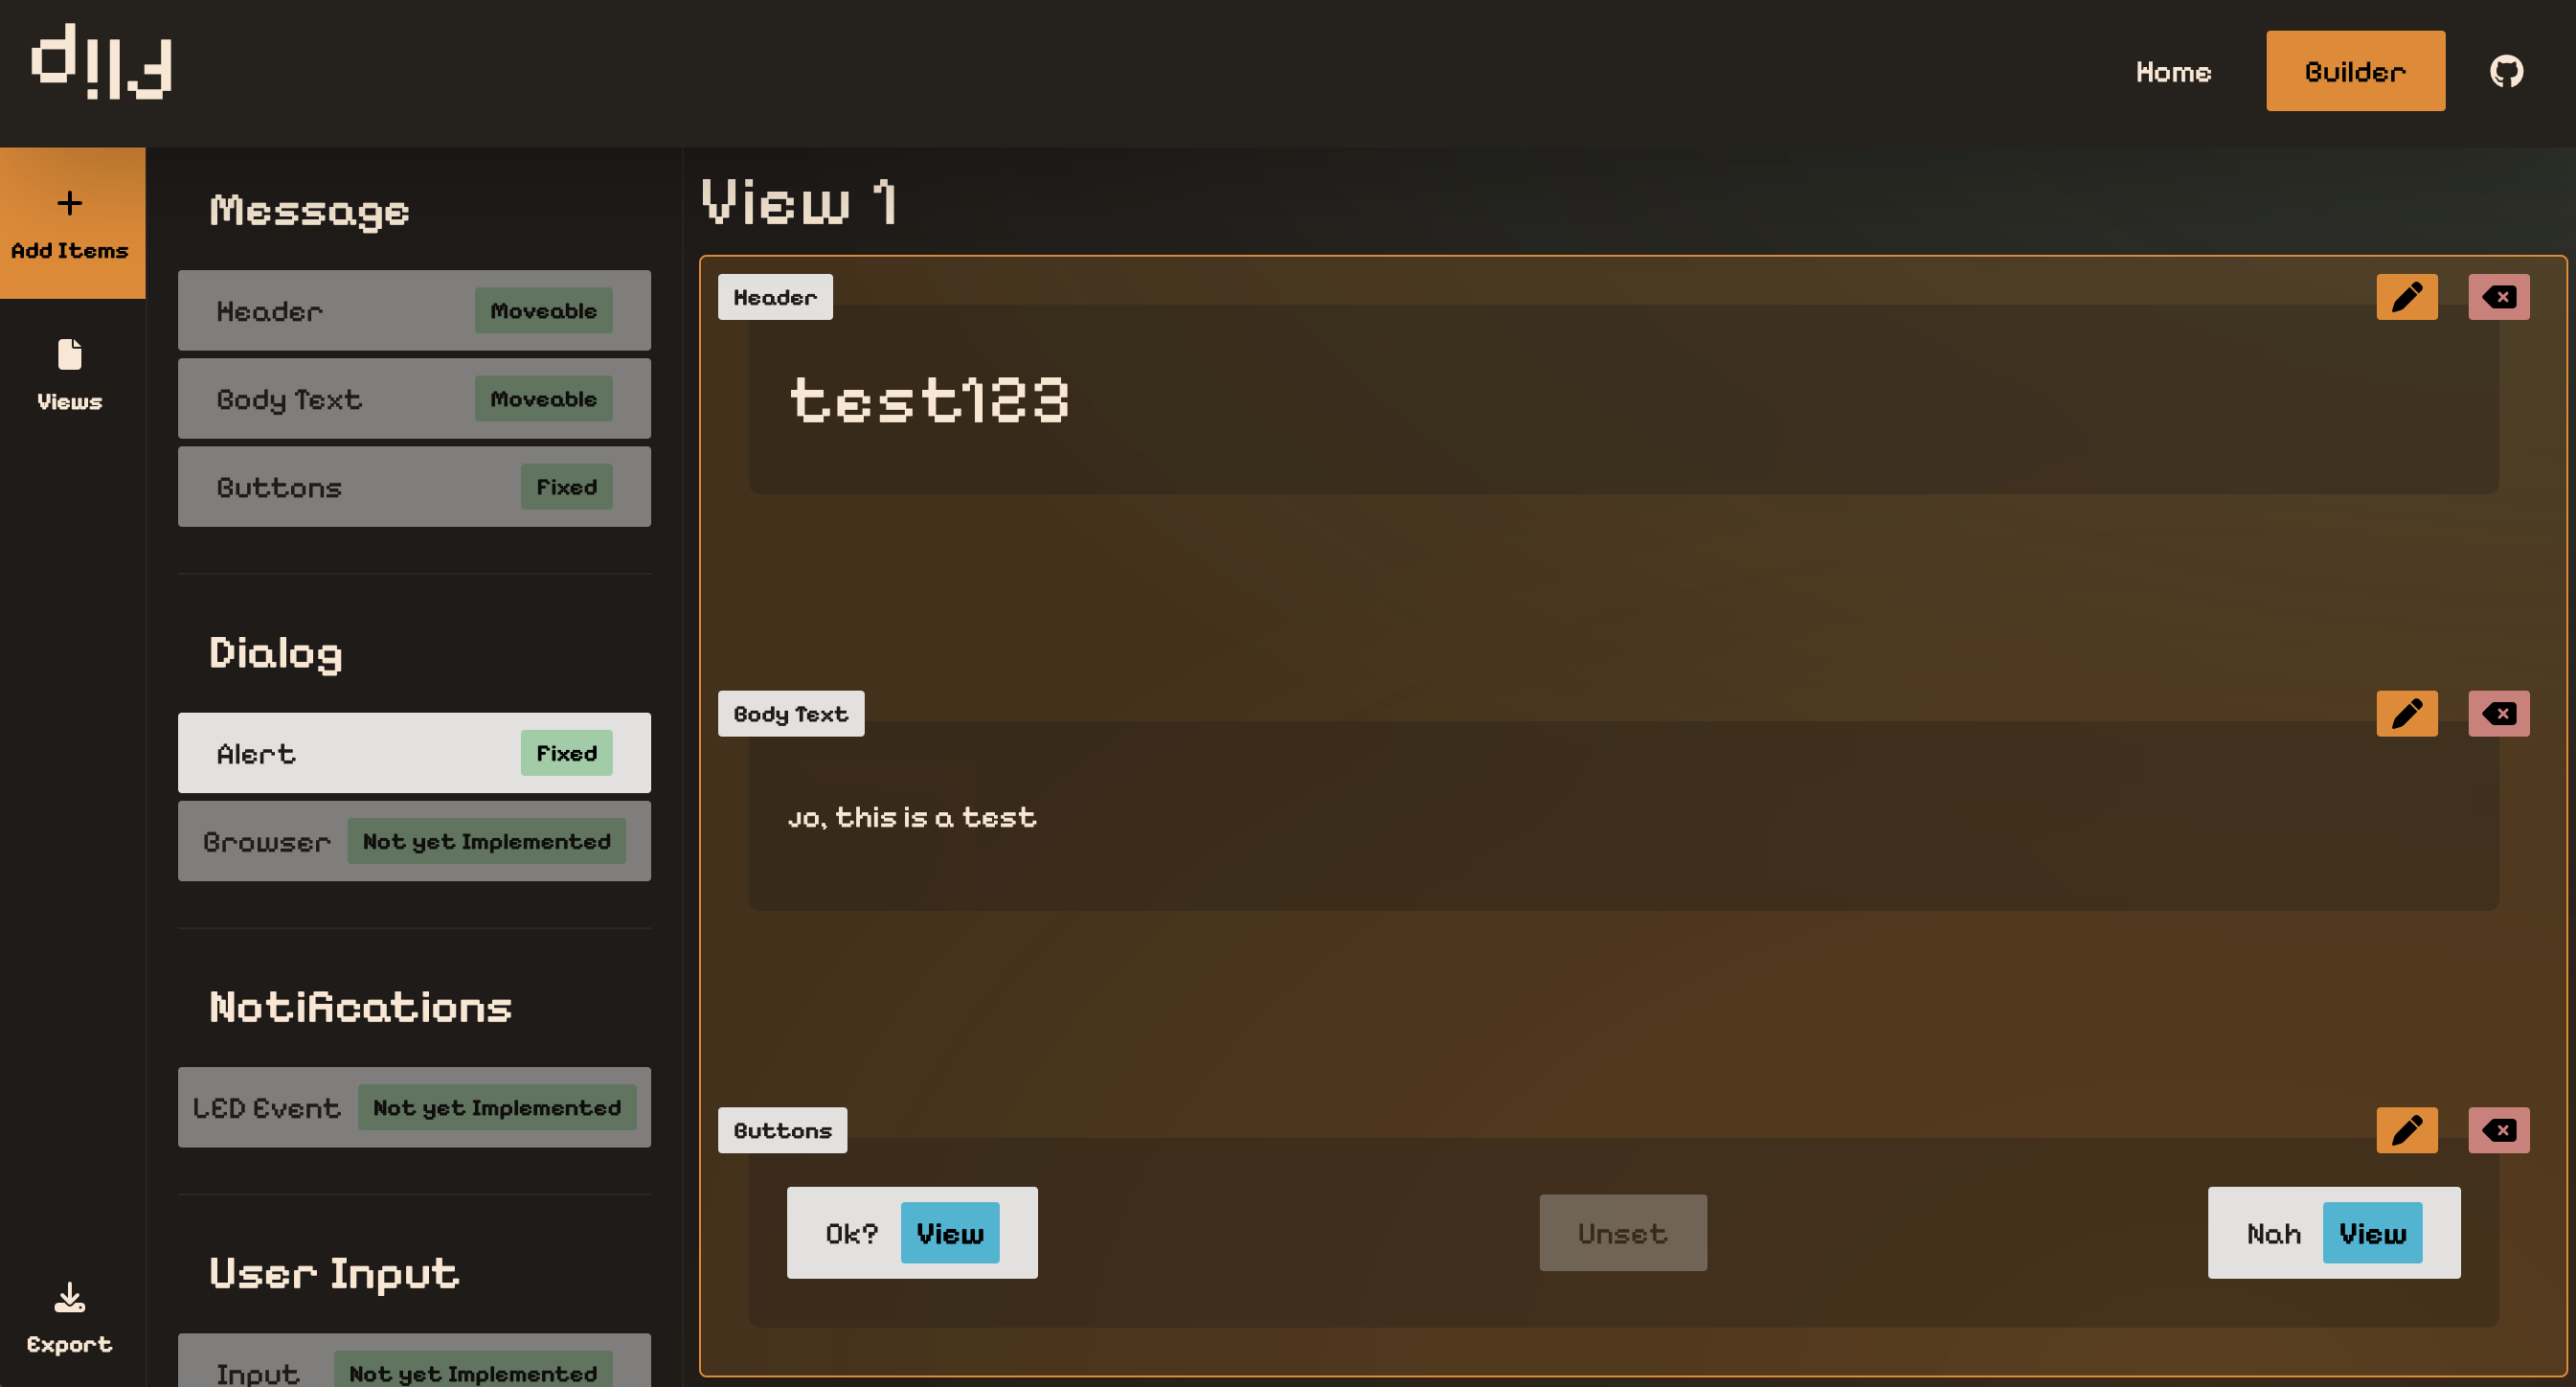 Flip
Home
Builder
Add Items
Views
Export
Message
Header
Moveable
Body Text
Moveable
Buttons
Fixed
Dialog
Alert
Fixed
Browser
Not yet Implemented
Notifications
LED Event
Not yet Implemented
User Input
Input
Not yet Implemented
View 1
Header
test123
Body Text
Jo, this is a test
Buttons
Ok? View
Unset
Nah View